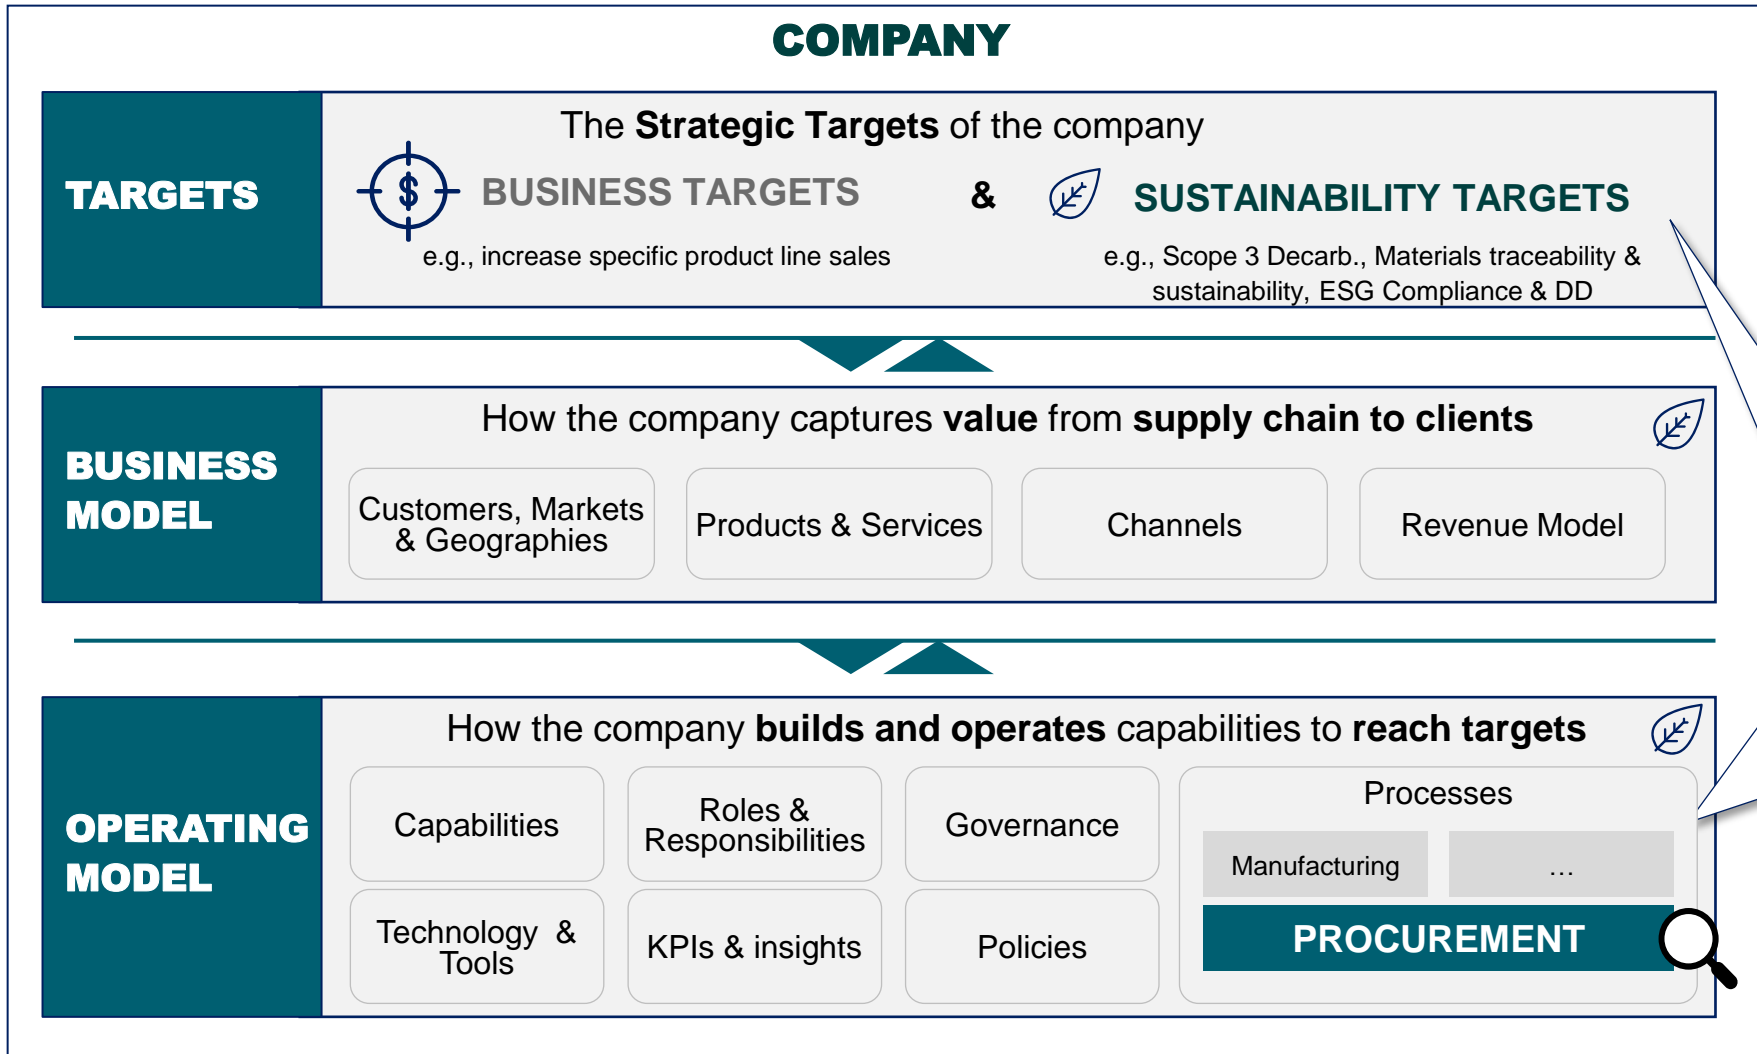 COMPANY
TARGETS
The Strategic Targets of the company
$
BUSINESS TARGETS
&
SUSTAINABILITY TARGETS
e.g., increase specific product line sales
e.g., Scope 3 Decarb., Materials traceability &
sustainability, ESG Compliance & DD
BUSINESS
MODEL
How the company captures value from supply chain to clients
Customers, Markets
& Geographies
Products & Services
Channels
Revenue Model
OPERATING
MODEL
How the company builds and operates capabilities to reach targets
Capabilities
Roles &
Responsibilities
Governance
Technology &
Tools
KPIs & insights
Policies
Processes
Manufacturing
...
PROCUREMENT